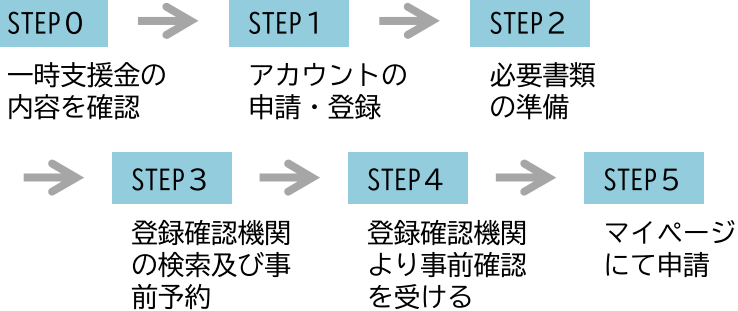 STEP０
一時支援金の
内容を確認
STEP１
アカウントの
申請・登録
STEP２
必要書類
の準備
STEP３
登録確認機関
の検索及び事
前予約
STEP４
登録確認機関
より事前確認
を受ける
STEP５
マイページ
にて申請